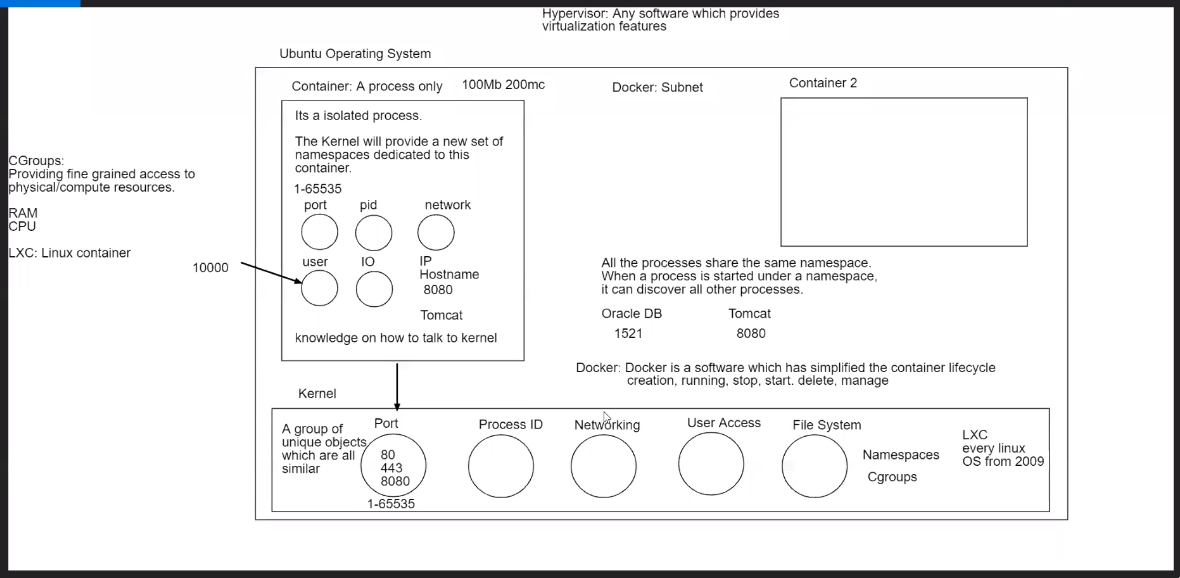 Hypervisor: Any software which provides
virtualization features
Ubuntu Operating System
Container: A process only
100Mb 200mc
Docker: Subnet
Container 2
Its a isolated process.
The Kernel will provide a new set of
namespaces dedicated to this
container.
1-65535
port
pid
network
user
IO
IP
Hostname
8080
Tomcat
knowledge on how to talk to kernel
CGroups:
Providing fine grained access to
physical/compute resources.
RAM
CPU
LXC: Linux container
10000
All the processes share the same namespace.
When a process is started under a namespace,
it can discover all other processes.
Oracle DB
Tomcat
1521
8080
Docker: Docker is a software which has simplified the container lifecycle
creation, running, stop, start. delete, manage
Kernel
A group of
unique objects
which are all
similar
Port
80
443
8080
1-65535
Process ID
Networking
User Access
File System
Namespaces
Cgroups
LXC
every linux
OS from 2009